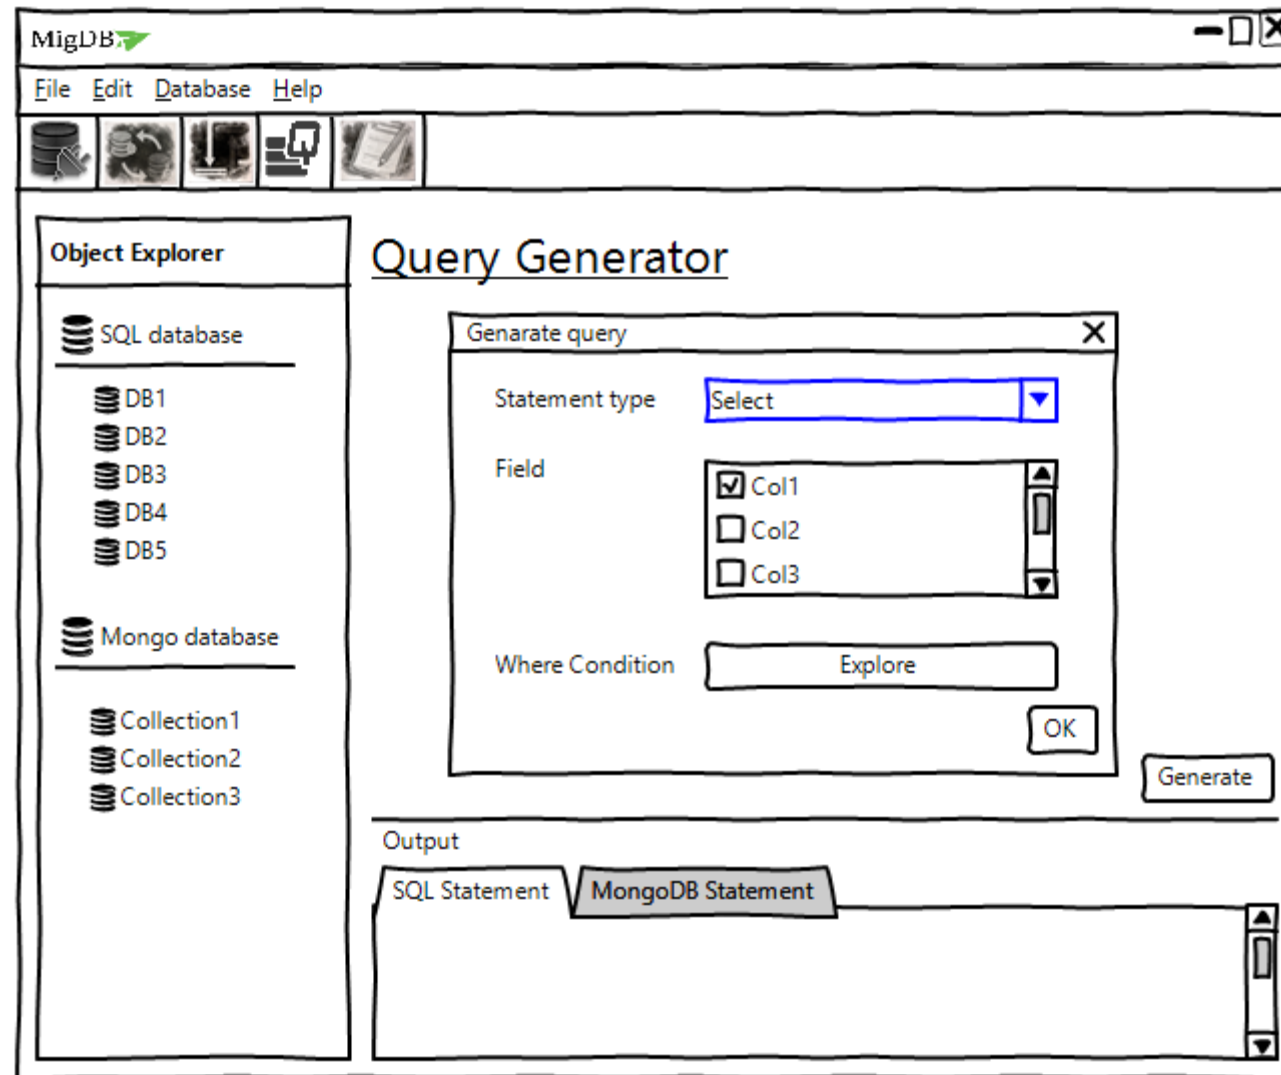 MigDB
File Edit Database Help
Object Explorer
SQL database
DB1
DB2
DB3
DB4
DB5
Mongo database
Collection1
Collection2
Collection3
Query Generator
Genarate query
Statement type Select
Field
Col1
Col2
Col3
Where Condition Explore
OK
Generate
Output
SQL Statement MongoDB Statement